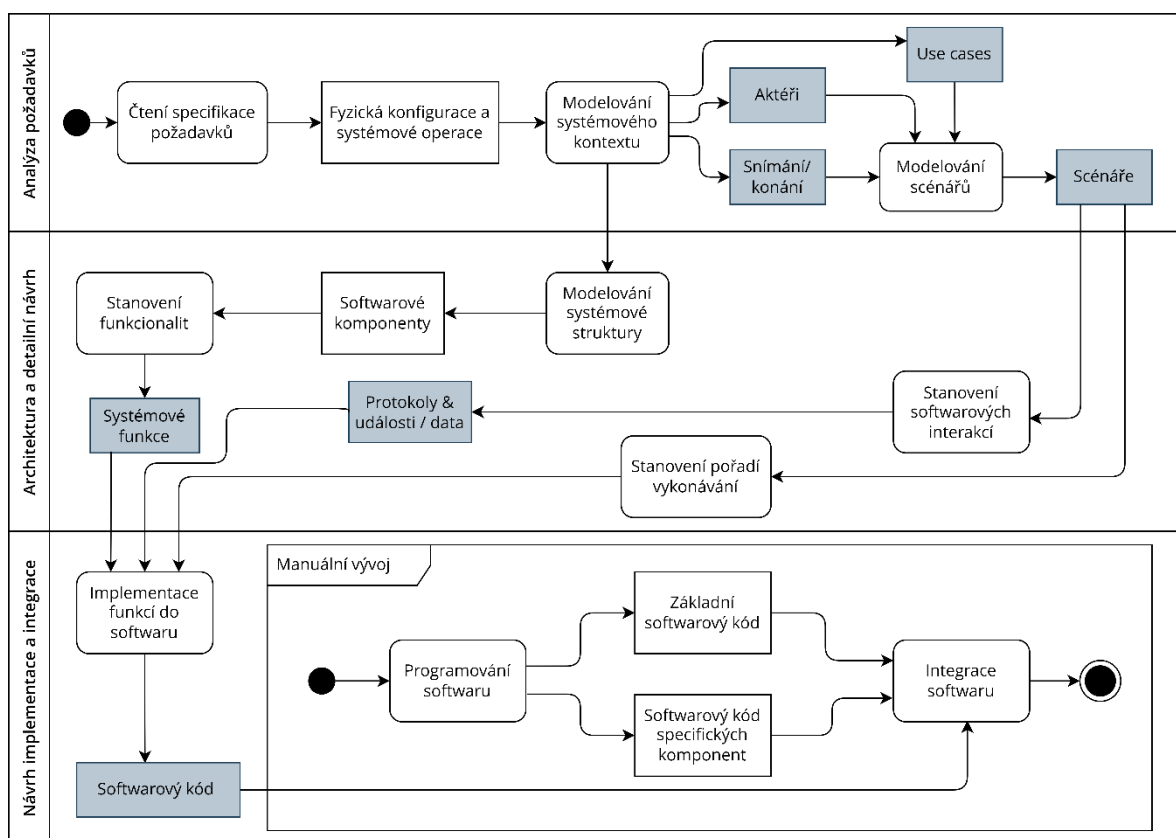 Analýza požadavků
Čtení specifikace
požadavků
Fyzická konfigurace a
systémové operace
Modelování
systémového
kontextu
Use cases
Aktéři
Snímání/
konání
Modelování
scénářů
Scénáře
Architektura a detailní návrh
Stanovení
funkcionalit
Softwarové
komponenty
Modelování
systémové
struktury
Systémové
funkce
Protokoly &
události / data
Stanovení
softwarových
interakcí
Stanovení pořadí
vykonávání
Návrh implementace a integrace
Implementace
funkcí do
softwaru
Softwarový kód
Manuální vývoj
Programování
softwaru
Základní
softwarový kód
Softwarový kód
specifických
komponent
Integrace
softwaru